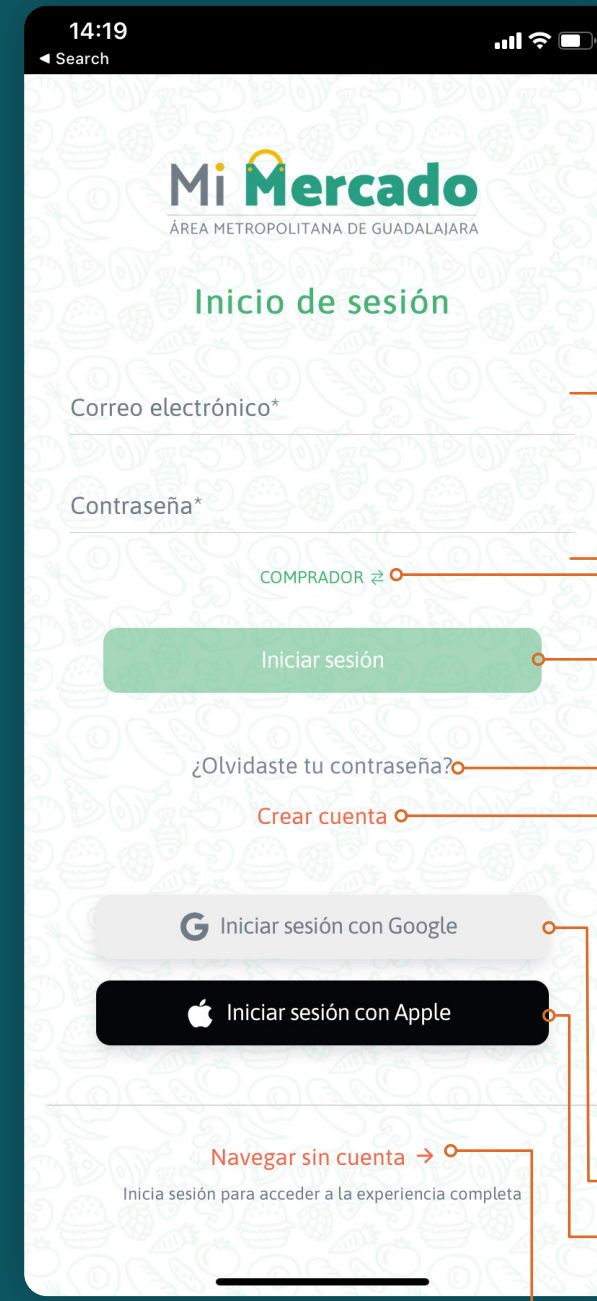 14:19
◀ Search
Mi Mercado
ÁREA METROPOLITANA DE GUADALAJARA
Inicio de sesión
Correo electrónico*
Contraseña*
COMPRADOR ⇄
Iniciar sesión
¿Olvidaste tu contraseña?
Crear cuenta
G Iniciar sesión con Google
Iniciar sesión con Apple
Navegar sin cuenta →
Inicia sesión para acceder a la experiencia completa